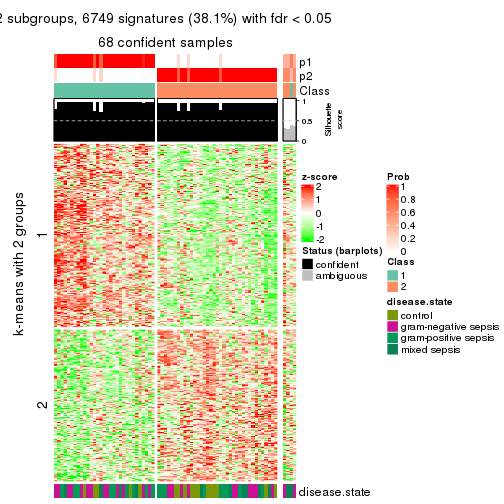 2 subgroups, 6749 signatures (38.1%) with fdr < 0.05
68 confident samples
p1
p2
Class
1
0.5
0
Silhouette
score
k-means with 2 groups
1
2
z-score
2
1
0
-1
-2
Status (barplots)
confident
ambiguous
Prob
1
0.8
0.6
0.4
0.2
0
Class
1
2
disease.state
control
gram-negative sepsis
gram-positive sepsis
mixed sepsis
disease.state